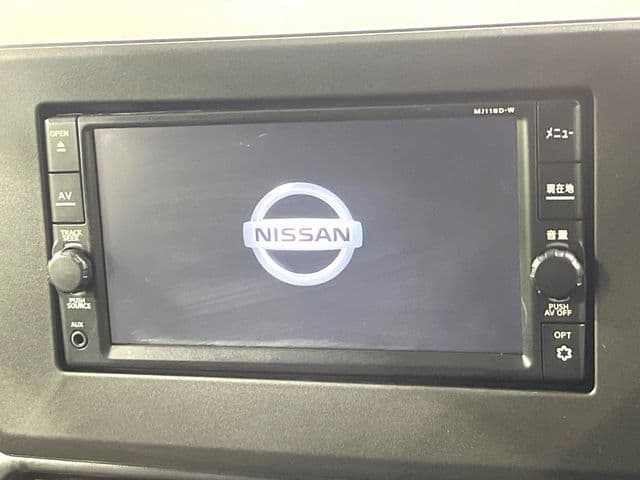 MJ118D-W
OPEN
AV
TRACK
SEEK
PUSH
SOURCE
AUX
NISSAN
メニュー
現在地
音量
PUSH
AV OFF
OPT